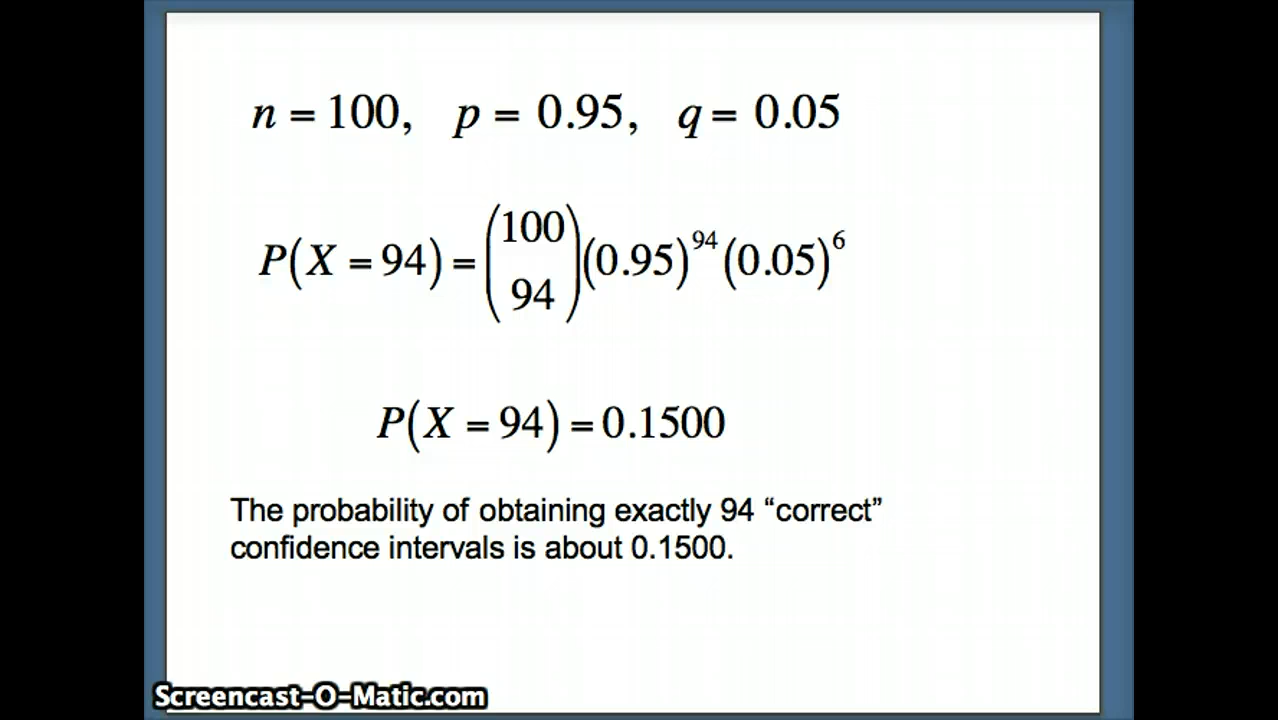 n = 100, p = 0.95, q = 0.05
P(X = 94) = (100 94)(0.95)^94 (0.05)^6
P(X = 94) = 0.1500
The probability of obtaining exactly 94 “correct”
confidence intervals is about 0.1500.
Screencast-O-Matic.com